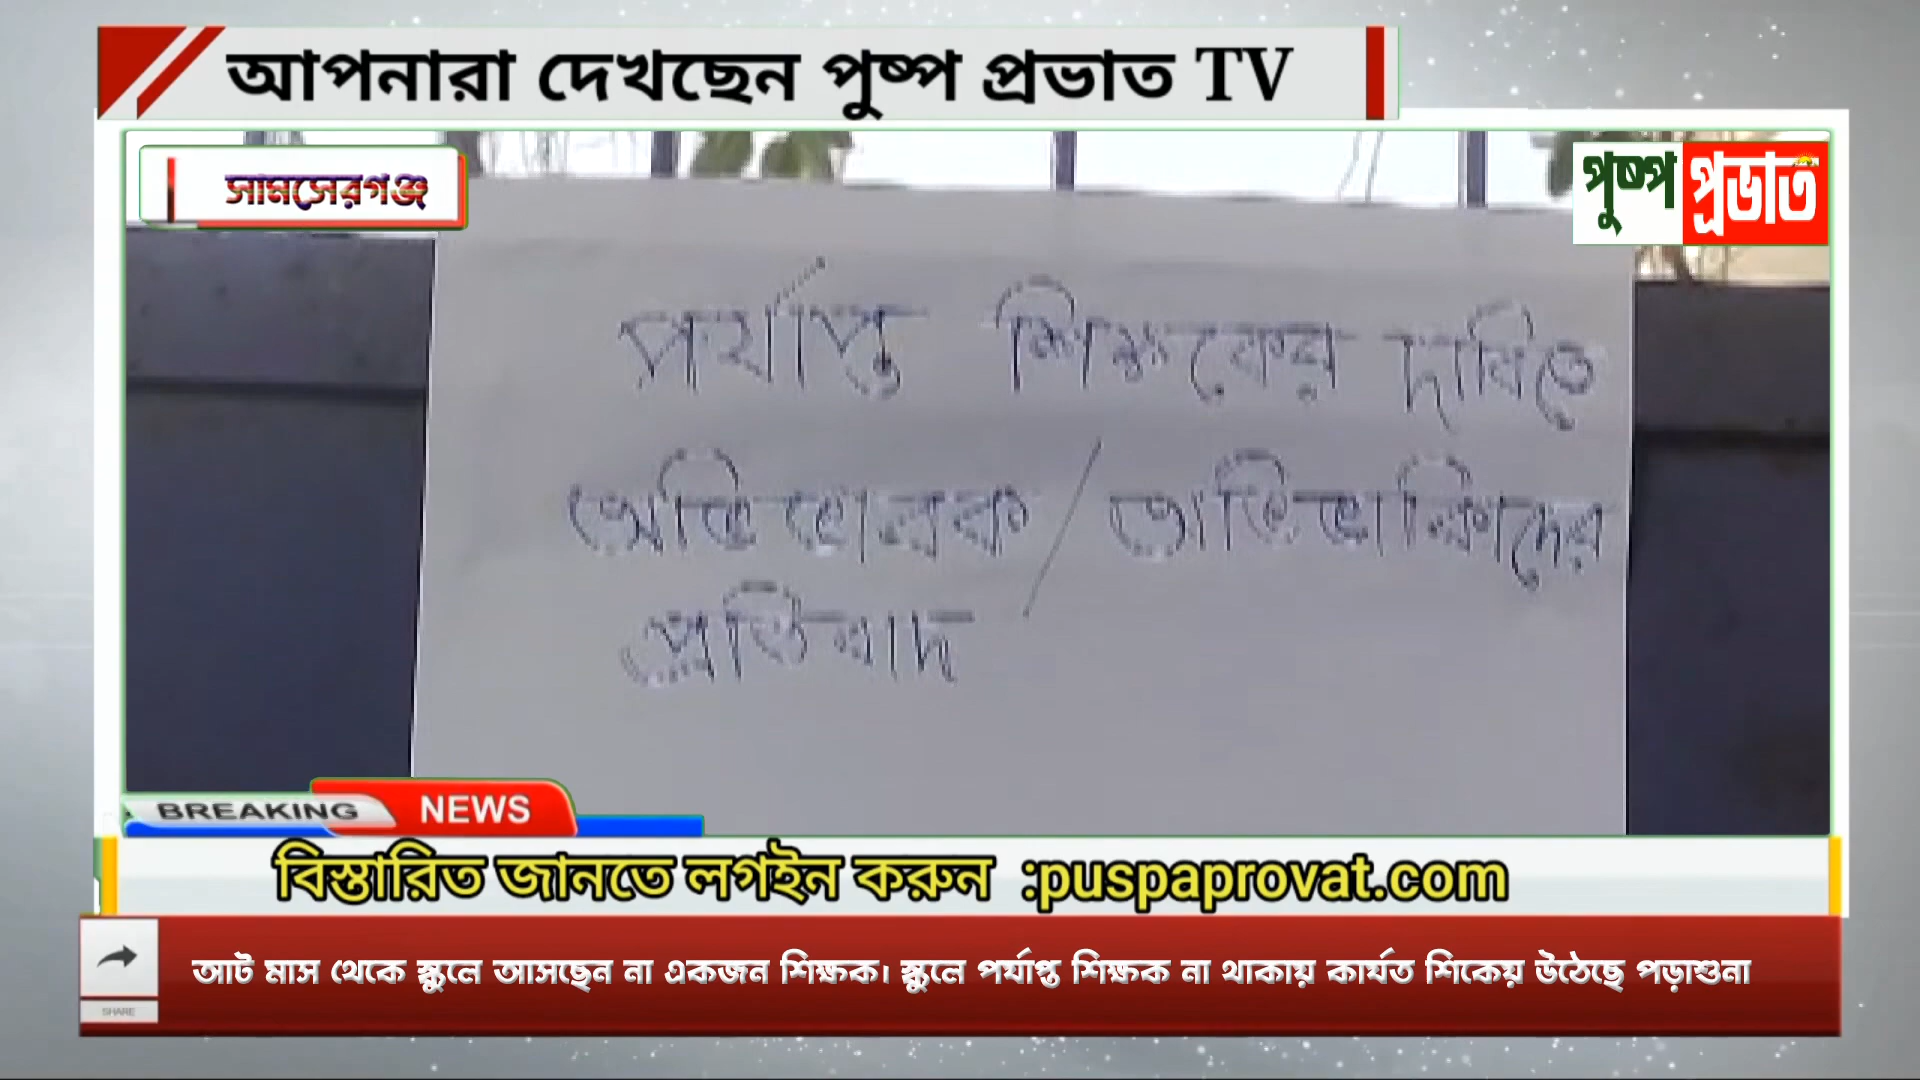 আপনারা দেখছেন পুষ্প প্রভাত TV
সামসেরগঞ্জ
পুষ্প প্রভাত
পর্যাপ্ত শিক্ষকের দাবিতে
অভিভাবক / অভিভাবিকাদের
প্রতিবাদ
BREAKING NEWS
বিস্তারিত জানতে লগইন করুন :puspaprovat.com
আট মাস থেকে স্কুলে আসছেন না একজন শিক্ষক। স্কুলে পর্যাপ্ত শিক্ষক না থাকায় কার্যত শিকেয় উঠেছে পড়াশুনা
SHARE